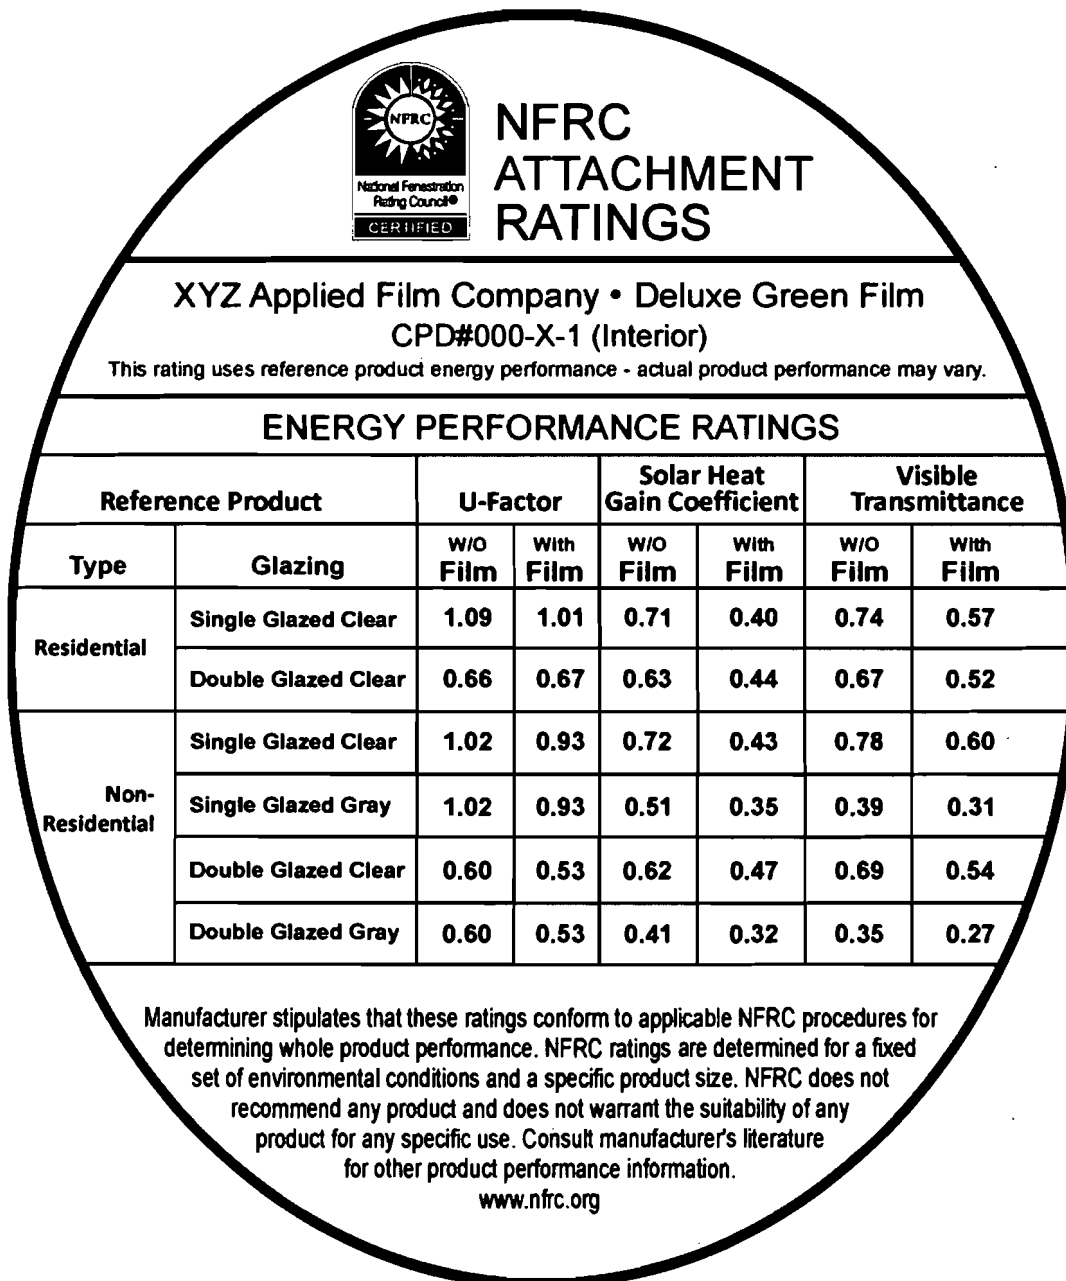 NFRC
National Fenestration
Rating Council®
CERTIFIED
NFRC
ATTACHMENT
RATINGS
XYZ Applied Film Company • Deluxe Green Film
CPD#000-X-1 (Interior)
This rating uses reference product energy performance - actual product performance may vary.
ENERGY PERFORMANCE RATINGS
Reference Product U-Factor Solar Heat Gain Coefficient Visible Transmittance
Type Glazing W/O Film With Film W/O Film With Film W/O Film With Film
Residential
Single Glazed Clear 1.09 1.01 0.71 0.40 0.74 0.57
Double Glazed Clear 0.66 0.67 0.63 0.44 0.67 0.52
Non-
Residential
Single Glazed Clear 1.02 0.93 0.72 0.43 0.78 0.60
Single Glazed Gray 1.02 0.93 0.51 0.35 0.39 0.31
Double Glazed Clear 0.60 0.53 0.62 0.47 0.69 0.54
Double Glazed Gray 0.60 0.53 0.41 0.32 0.35 0.27
Manufacturer stipulates that these ratings conform to applicable NFRC procedures for
determining whole product performance. NFRC ratings are determined for a fixed
set of environmental conditions and a specific product size. NFRC does not
recommend any product and does not warrant the suitability of any
product for any specific use. Consult manufacturer's literature
for other product performance information.
www.nfrc.org